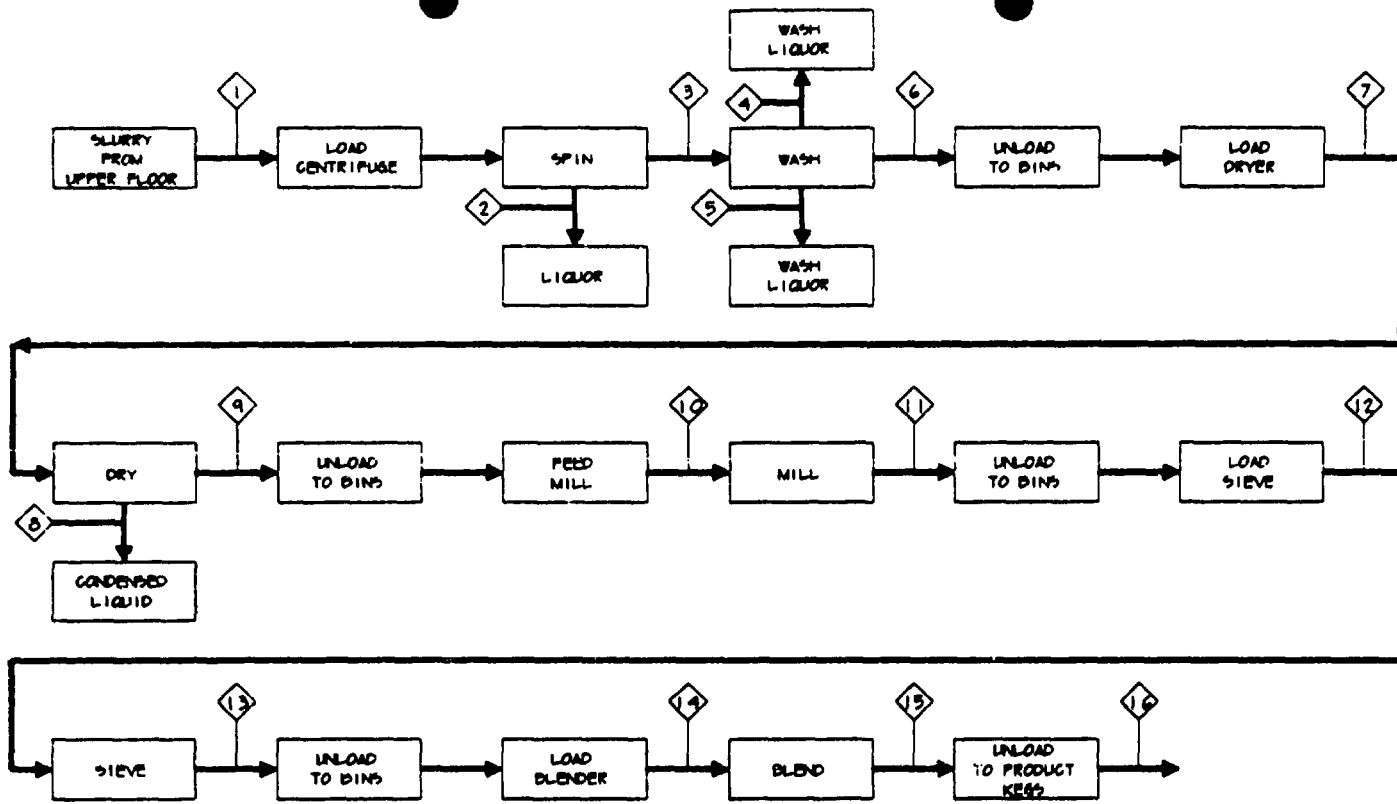 WASH
LIQUOR
1
3
4
6
7
SLURRY
FROM
UPPER FLOOR
LOAD
CENTRIFUGE
SPIN
WASH
UNLOAD
TO BINS
LOAD
DRYER
2
5
LIQUOR
WASH
LIQUOR
9
10
11
12
DRY
UNLOAD
TO BINS
FEED
MILL
MILL
UNLOAD
TO BINS
LOAD
SIEVE
8
CONDENSED
LIQUID
13
14
15
16
SIEVE
UNLOAD
TO BINS
LOAD
BLENDER
BLEND
UNLOAD
TO PRODUCT
KEGS